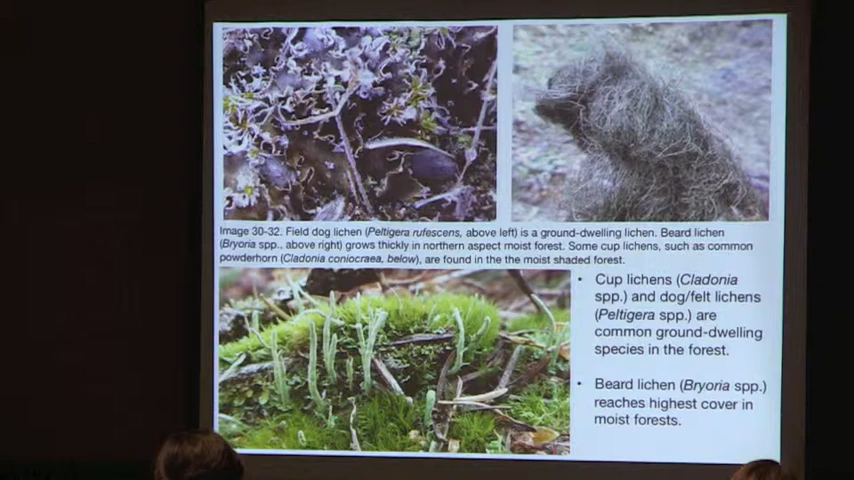 Image 30-32. Field dog lichen (Peltigera rufescens, above left) is a ground-dwelling lichen. Beard lichen
(Bryoria spp., above right) grows thickly in northern aspect moist forest. Some cup lichens, such as common
powderhorn (Cladonia coniocraea, below), are found in the the moist shaded forest.
• Cup lichens (Cladonia
spp.) and dog/felt lichens
(Peltigera spp.) are
common ground-dwelling
species in the forest.
• Beard lichen (Bryoria spp.)
reaches highest cover in
moist forests.